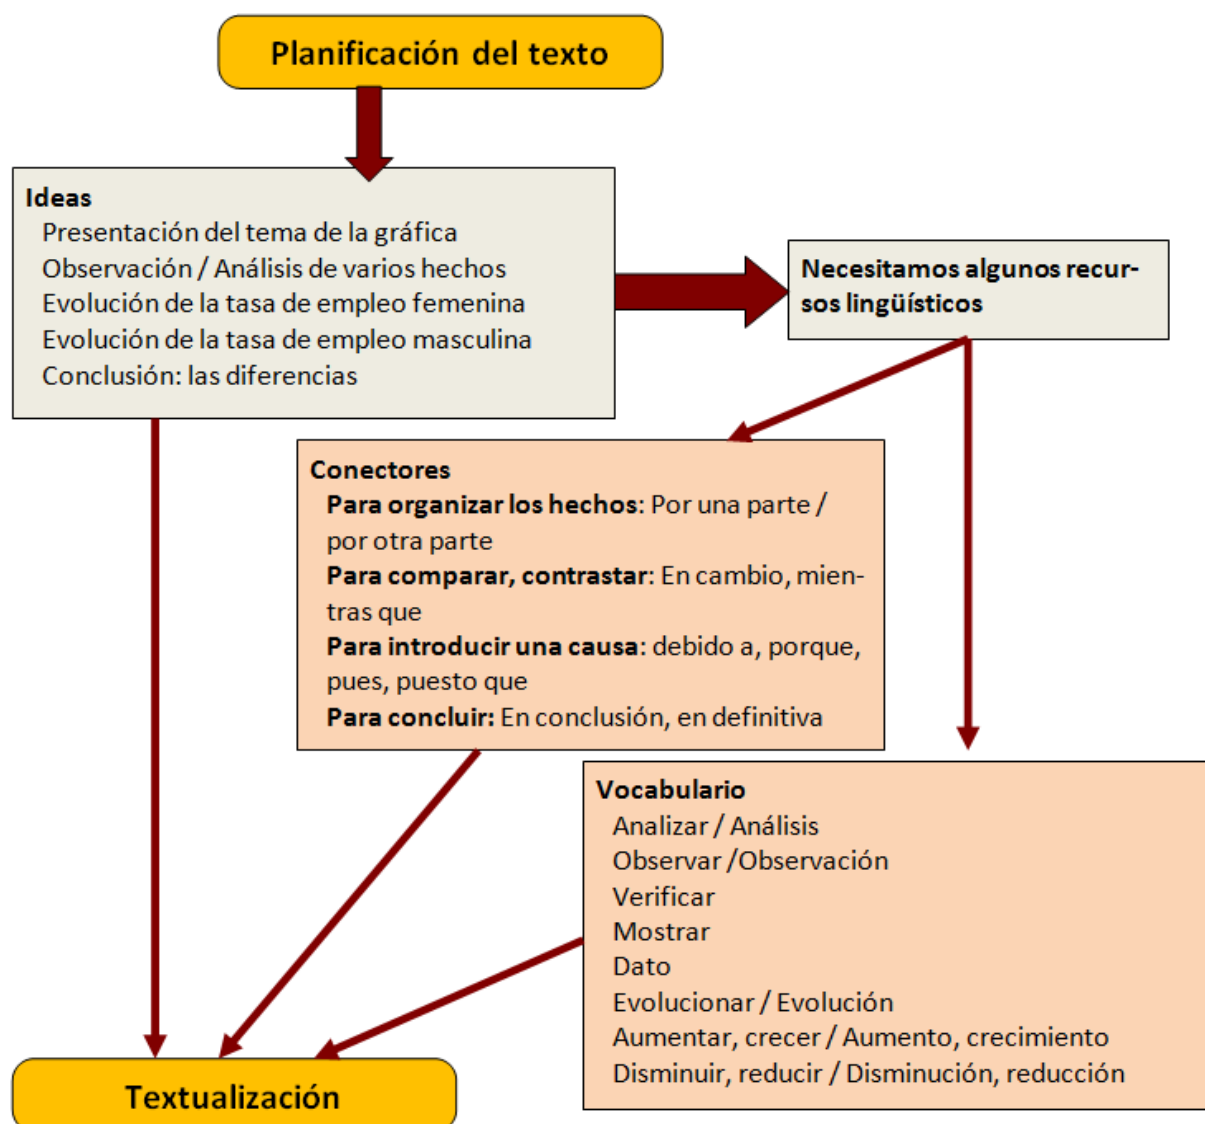 Planificación del texto
Ideas
Presentación del tema de la gráfica
Observación / Análisis de varios hechos
Evolución de la tasa de empleo femenina
Evolución de la tasa de empleo masculina
Conclusión: las diferencias
Necesitamos algunos recur-
sos lingüísticos
Conectores
Para organizar los hechos: Por una parte /
por otra parte
Para comparar, contrastar: En cambio, mien-
tras que
Para introducir una causa: debido a, porque,
pues, puesto que
Para concluir: En conclusión, en definitiva
Vocabulario
Analizar / Análisis
Observar /Observación
Verificar
Mostrar
Dato
Evolucionar / Evolución
Aumentar, crecer / Aumento, crecimiento
Disminuir, reducir / Disminución, reducción
Textualización